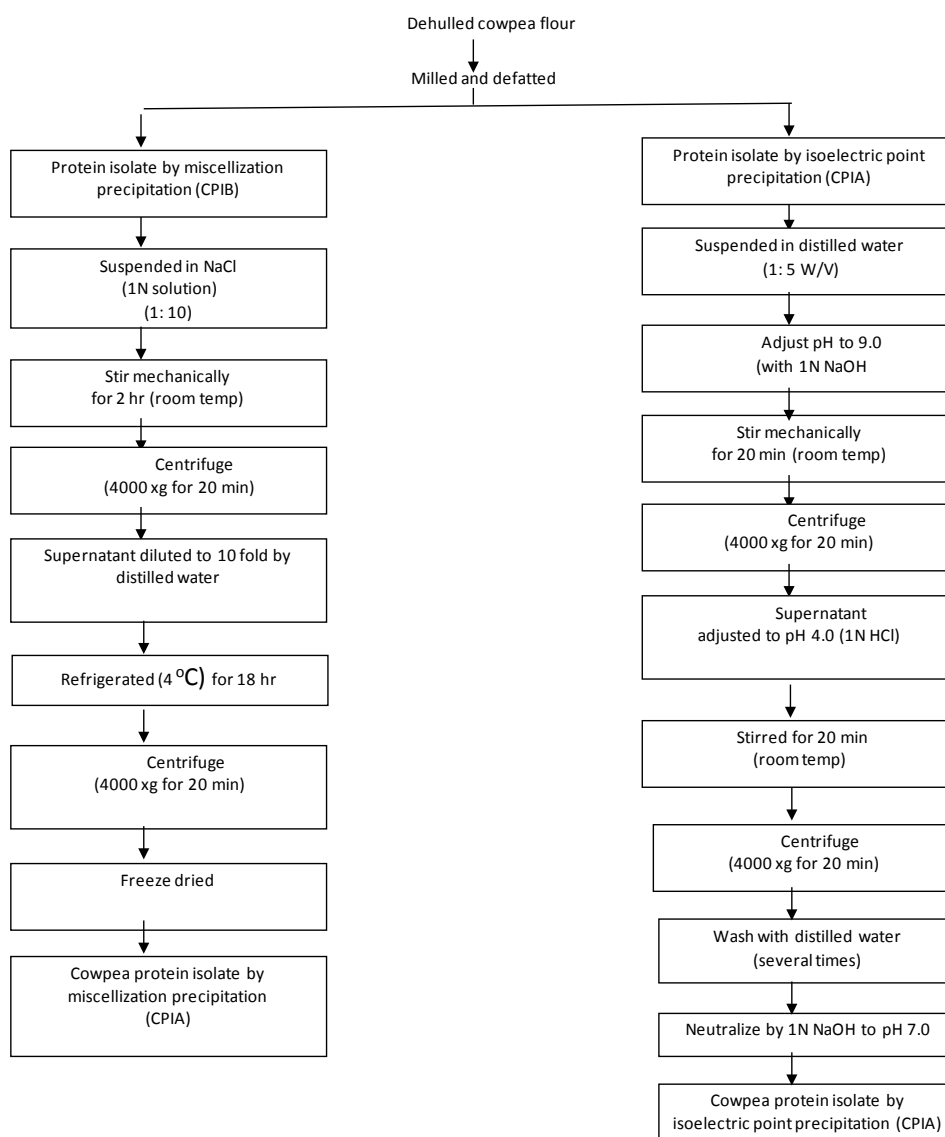 Dehulled cowpea flour
Milled and defatted
Protein isolate by miscellization
precipitation (CPIB)
Suspended in NaCl
(1N solution)
(1: 10)
Stir mechanically
for 2 hr (room temp)
Centrifuge
(4000 xg for 20 min)
Supernatant diluted to 10 fold by
distilled water
Refrigerated (4 °C) for 18 hr
Centrifuge
(4000 xg for 20 min)
Freeze dried
Cowpea protein isolate by
miscellization precipitation
(CPIA)
Protein isolate by isoelectric point
precipitation (CPIA)
Suspended in distilled water
(1: 5 W/V)
Adjust pH to 9.0
(with 1N NaOH
Stir mechanically
for 20 min (room temp)
Centrifuge
(4000 xg for 20 min)
Supernatant
adjusted to pH 4.0 (1N HCl)
Stirred for 20 min
(room temp)
Centrifuge
(4000 xg for 20 min)
Wash with distilled water
(several times)
Neutralize by 1N NaOH to pH 7.0
Cowpea protein isolate by
isoelectric point precipitation (CPIA)